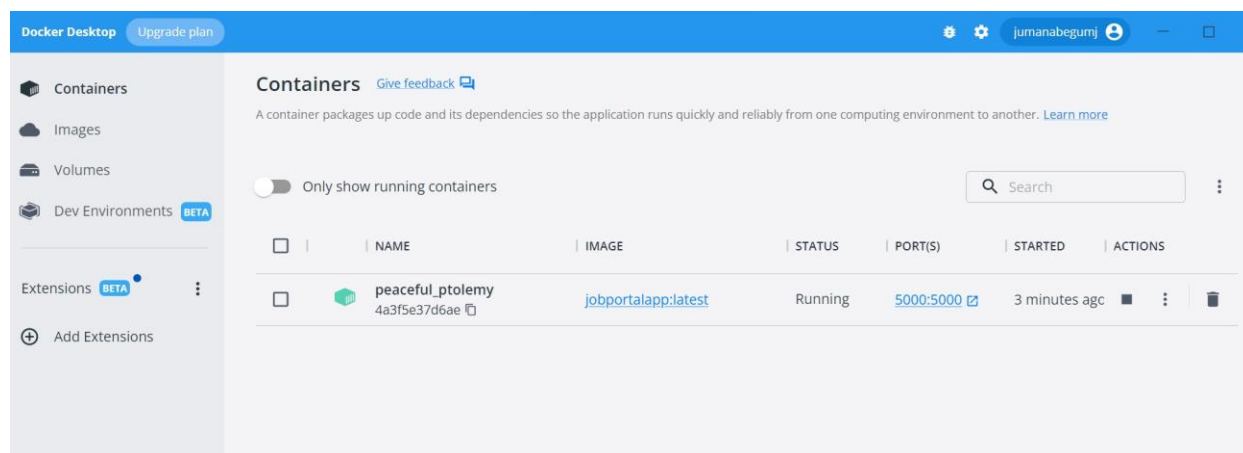 Docker Desktop Upgrade plan jumanabegumj
Containers
Images
Volumes
Dev Environments BETA
Extensions BETA
Add Extensions
Containers Give feedback
A container packages up code and its dependencies so the application runs quickly and reliably from one computing environment to another. Learn more
Only show running containers Search
NAME IMAGE STATUS PORT(S) STARTED ACTIONS
peaceful_ptolemy
4a3f5e37d6ae
jobportalapp:latest Running 5000:5000 3 minutes ago